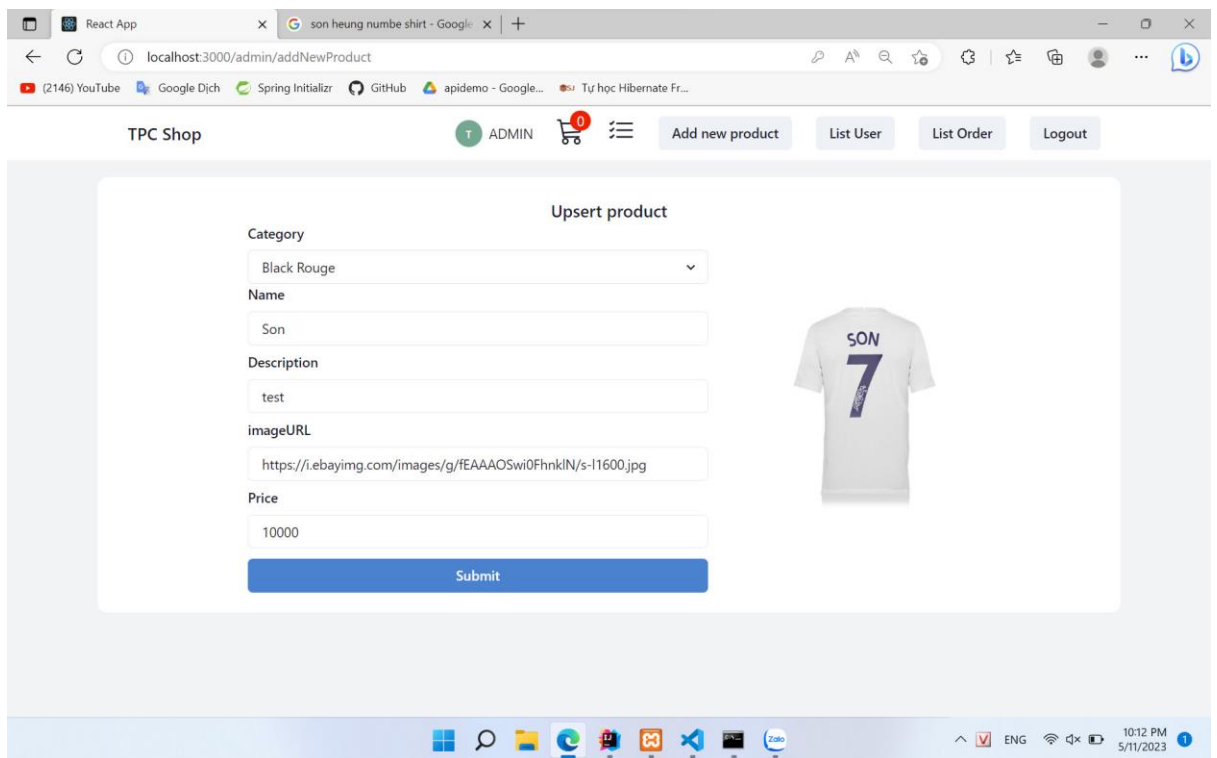 React App
son heung numbe shirt - Google
localhost:3000/admin/addNewProduct
(2146) YouTube
Google Dịch
Spring Initializr
GitHub
apidemo - Google...
Tự học Hibernate Fr...
TPC Shop
T
ADMIN
0
Add new product
List User
List Order
Logout
Upsert product
Category
Black Rouge
Name
Son
Description
test
imageURL
https://i.ebayimg.com/images/g/fEAAAOSwi0FhnklN/s-l1600.jpg
Price
10000
Submit
SON
7
Zalo
V
ENG
10:12 PM
5/11/2023
1